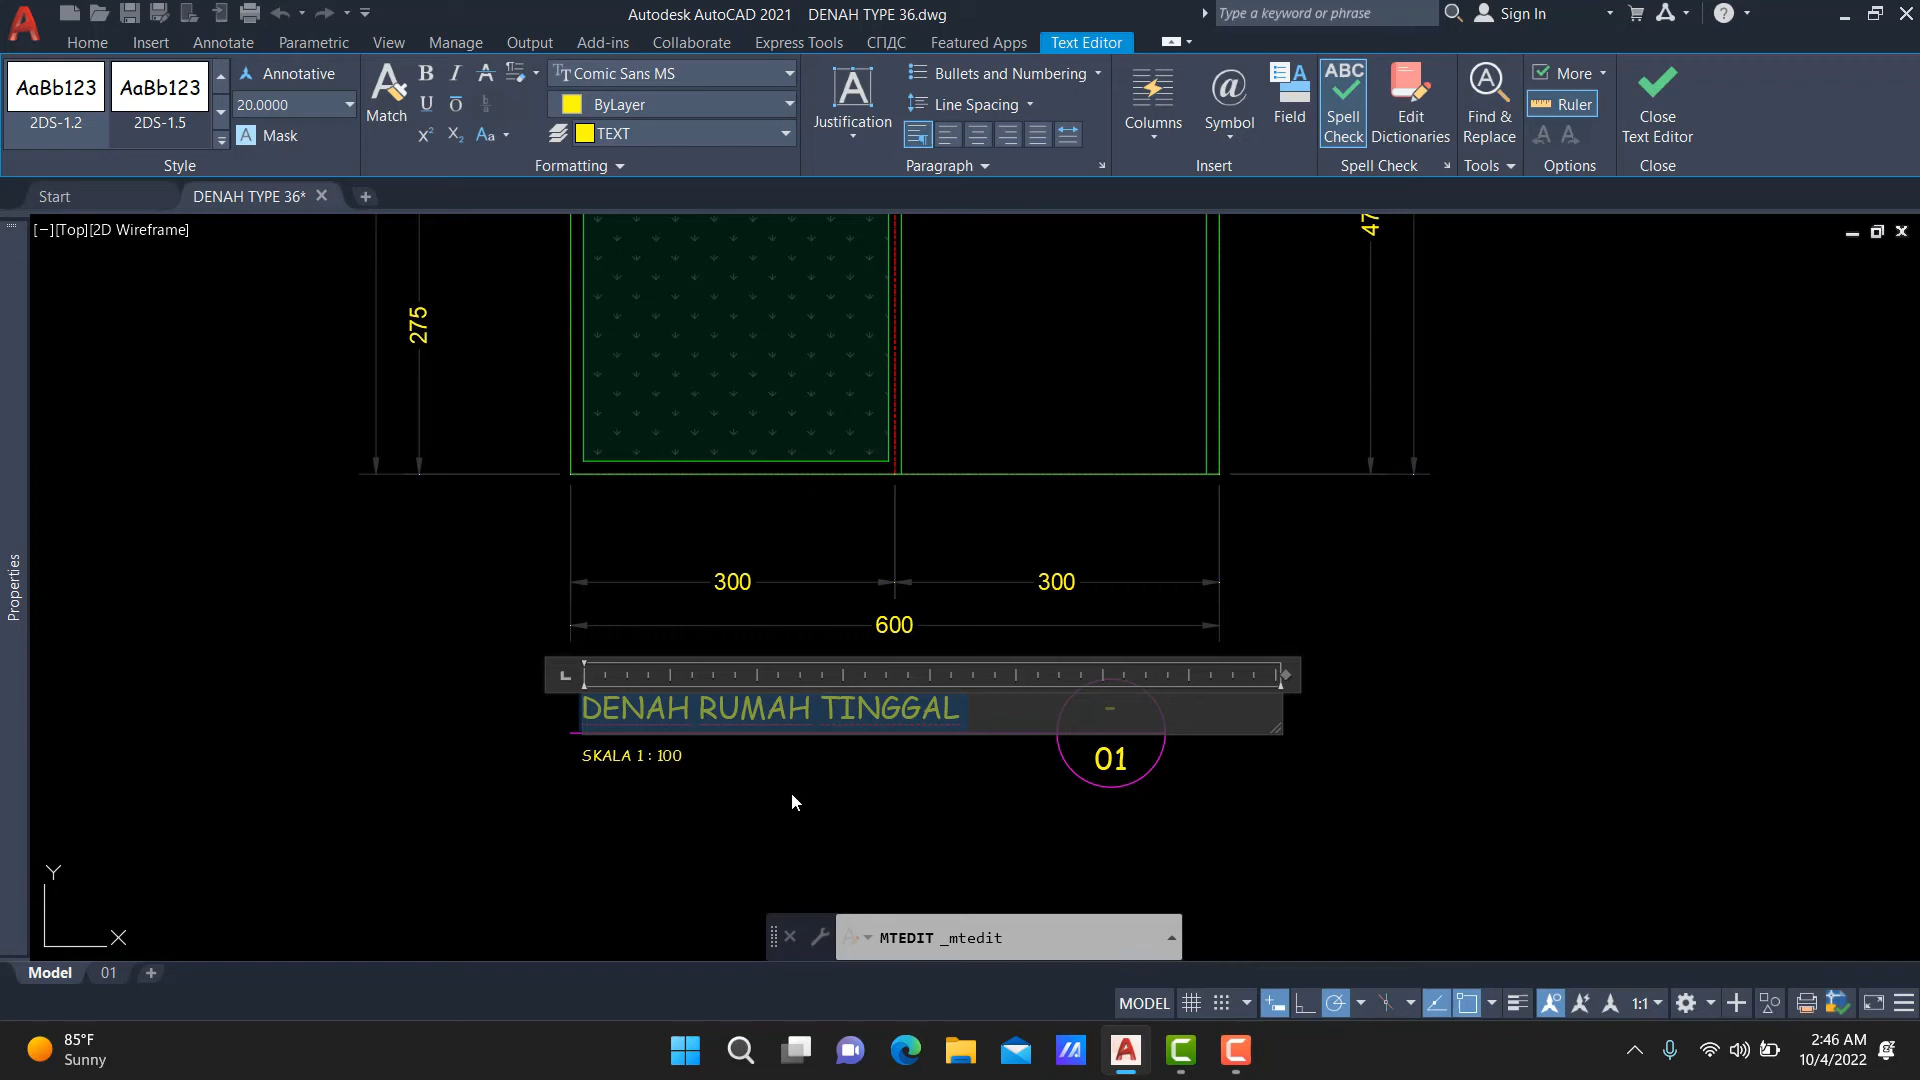 Autodesk AutoCAD 2021 DENAH TYPE 36.dwg
Type a keyword or phrase
Sign In
Home Insert Annotate Parametric View Manage Output Add-ins Collaborate Express Tools СПДС Featured Apps Text Editor
AaBb123 AaBb123
2DS-1.2 2DS-1.5
Annotative
20.0000
Mask
Style
Match
Comic Sans MS
ByLayer
TEXT
Formatting
Justification
Bullets and Numbering
Line Spacing
Paragraph
Columns
Symbol
Field
Insert
ABC
Spell
Check
Edit
Dictionaries
Spell Check
Find &
Replace
Tools
More
Ruler
Options
Close
Text Editor
Close
Start DENAH TYPE 36*
[−][Top][2D Wireframe]
Properties
275
47
300 300
600
DENAH RUMAH TINGGAL -
SKALA 1 : 100
01
Y
X
MTEDIT _mtedit
Model 01
MODEL 1:1
85°F
Sunny
2:46 AM
10/4/2022